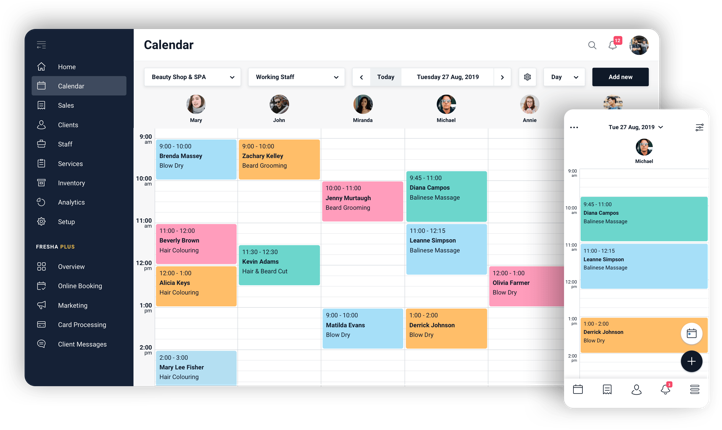 Calendar
12
Home
Calendar
Sales
Clients
Staff
Services
Inventory
Analytics
Setup
FRESHA PLUS
Overview
Online Booking
Marketing
Card Processing
Client Messages
Beauty Shop & SPA
Working Staff
Today
Tuesday 27 Aug, 2019
Day
Add new
Mary
John
Miranda
Michael
Annie
9:00
am
10:00
am
11:00
am
12:00
pm
1:00
pm
2:00
pm
9:00 - 10:00
Brenda Massey
Blow Dry
11:00 - 12:00
Beverly Brown
Hair Colouring
12:00 - 1:00
Alicia Keys
Hair Colouring
2:00 - 3:00
Mary Lee Fisher
Hair Colouring
9:00 - 10:00
Zachary Kelley
Beard Grooming
11:30 - 12:30
Kevin Adams
Hair & Beard Cut
10:00 - 11:00
Jenny Murtaugh
Beard Grooming
9:00 - 10:00
Matilda Evans
Blow Dry
9:45 - 11:00
Diana Campos
Balinese Massage
11:00 - 12:15
Leanne Simpson
Balinese Massage
1:00 - 2:00
Derrick Johnson
Blow Dry
12:00 - 1:00
Olivia Farmer
Blow Dry
Tue 27 Aug, 2019
Michael
9:00
am
10:00
am
11:00
am
12:00
pm
1:00
pm
2:00
pm
9:45 - 11:00
Diana Campos
Balinese Massage
11:00 - 12:15
Leanne Simpson
Balinese Massage
1:00 - 2:00
Derrick Johnson
Blow Dry